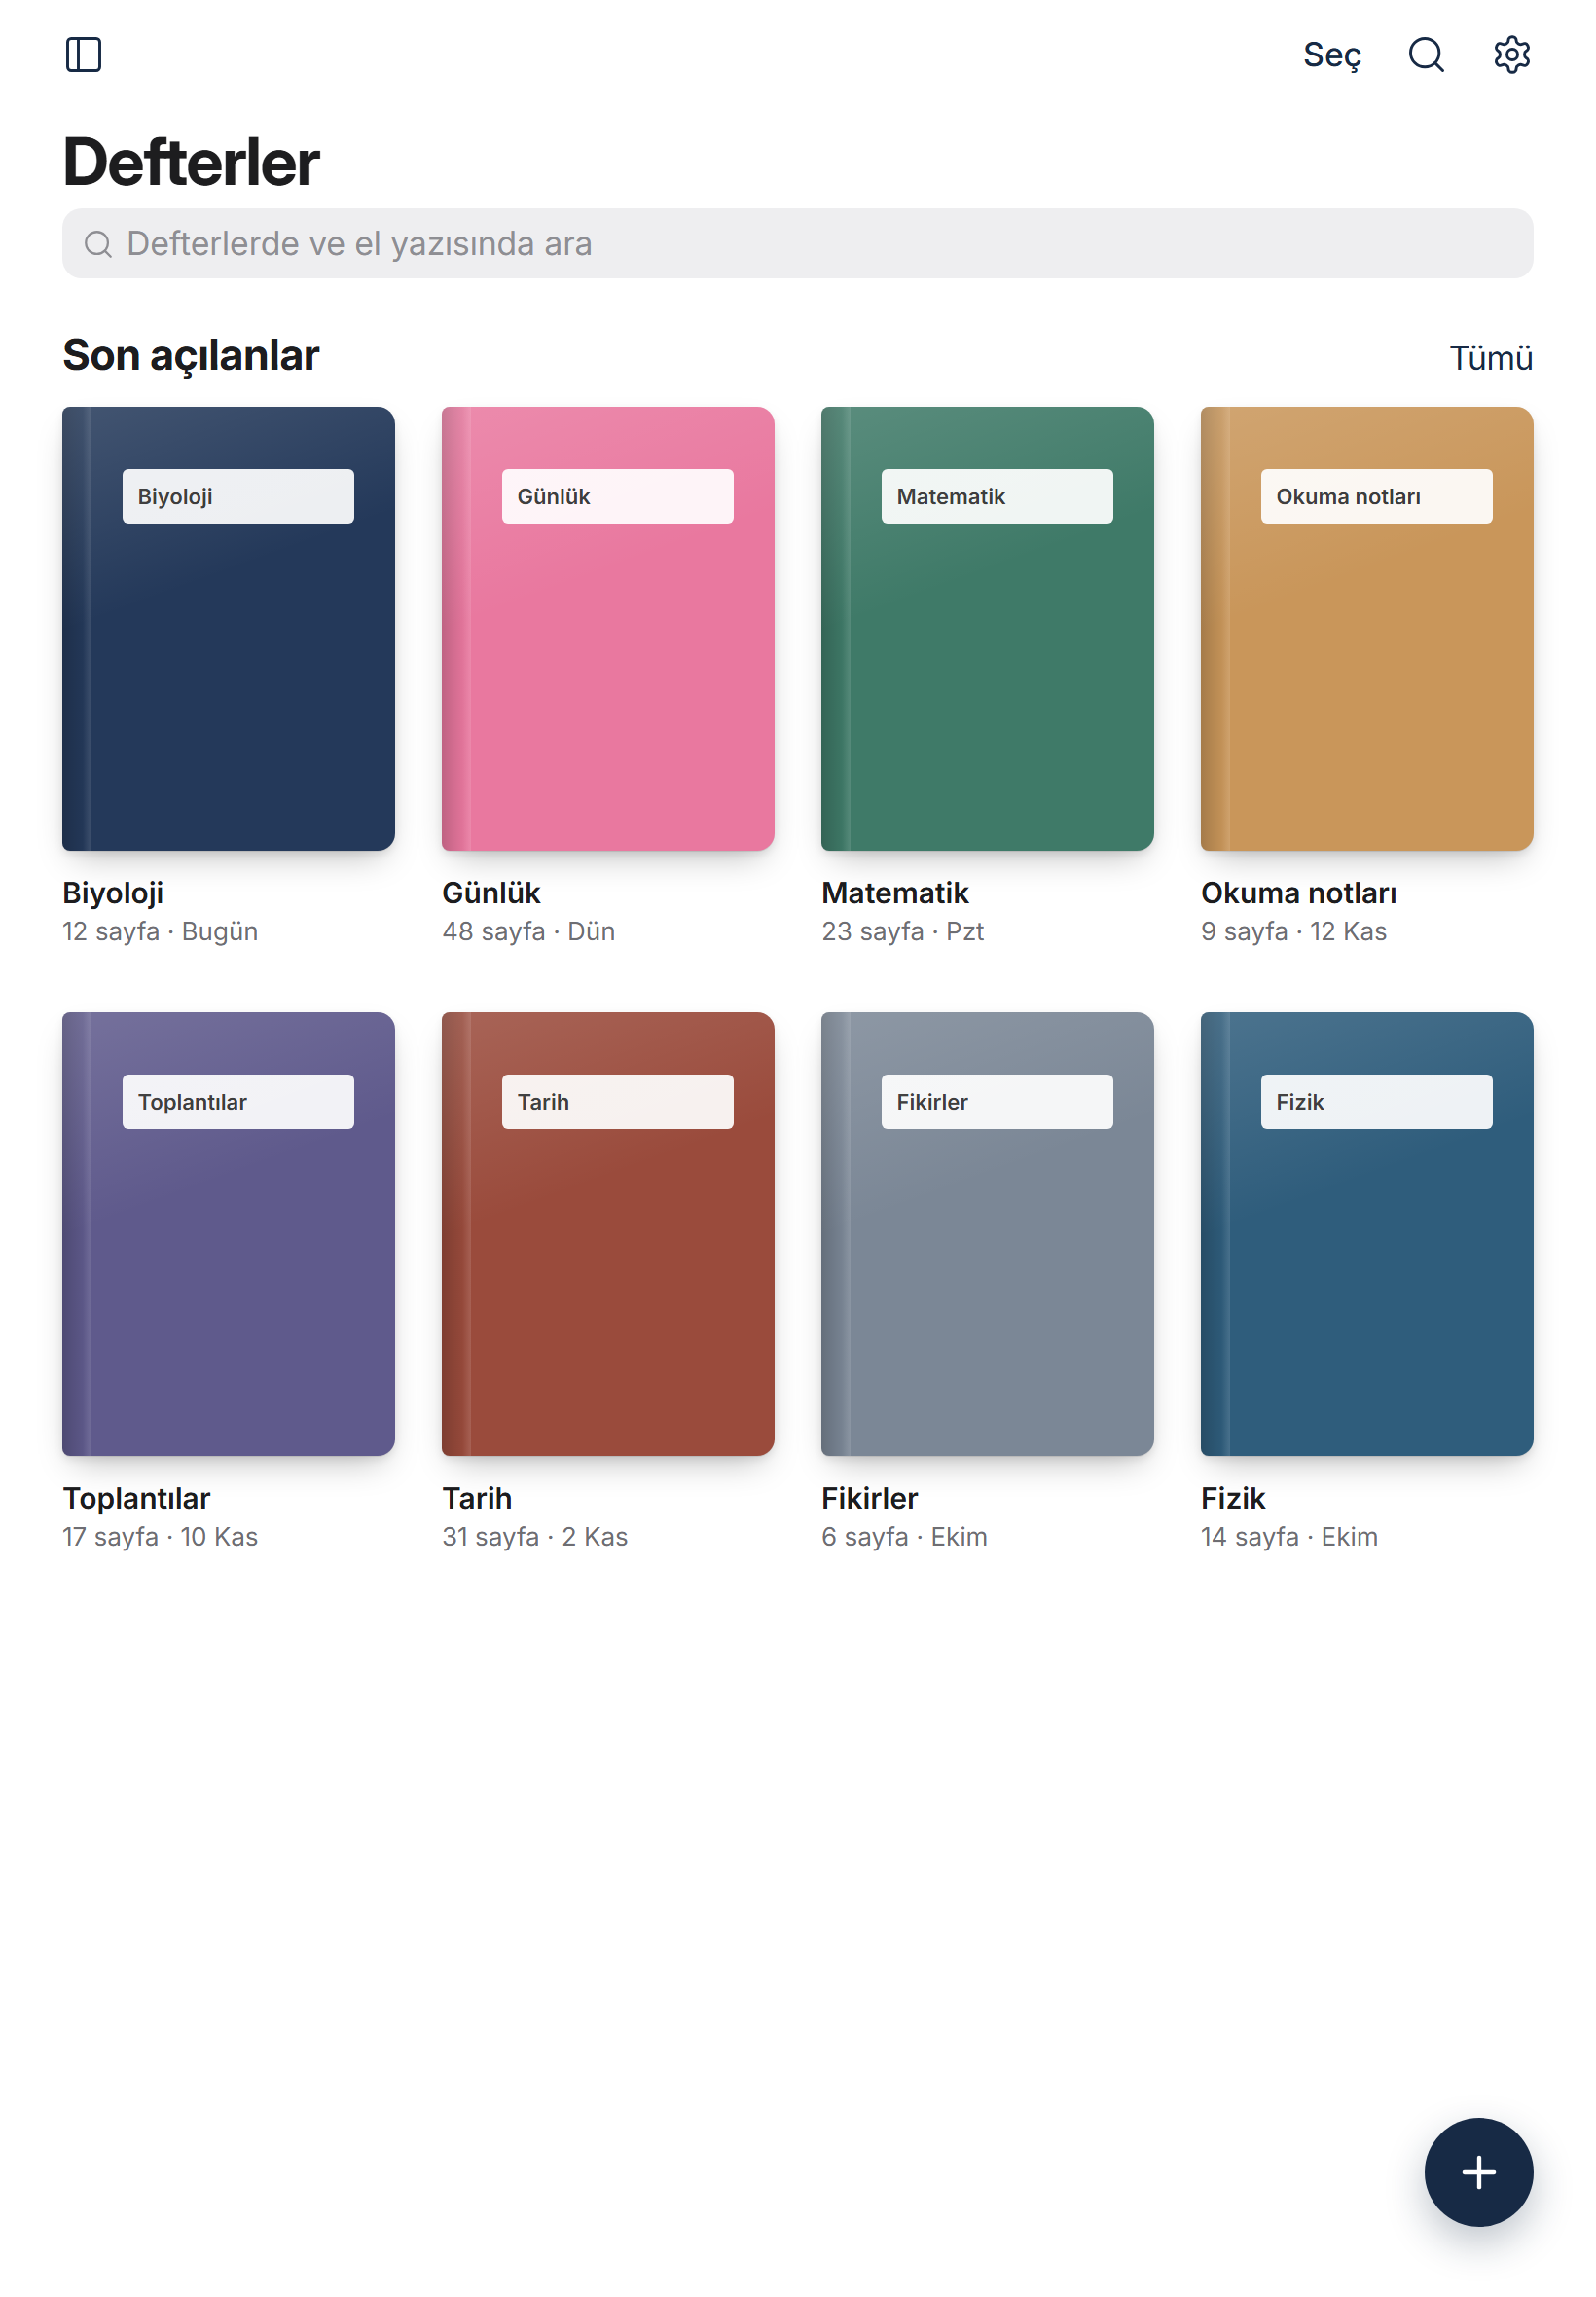 Seç
Defterler
Defterlerde ve el yazısında ara
Son açılanlar
Tümü
Biyoloji
Günlük
Matematik
Okuma notları
Biyoloji
Günlük
Matematik
Okuma notları
12 sayfa · Bugün
48 sayfa · Dün
23 sayfa · Pzt
9 sayfa · 12 Kas
Toplantılar
Tarih
Fikirler
Fizik
Toplantılar
Tarih
Fikirler
Fizik
17 sayfa · 10 Kas
31 sayfa · 2 Kas
6 sayfa · Ekim
14 sayfa · Ekim